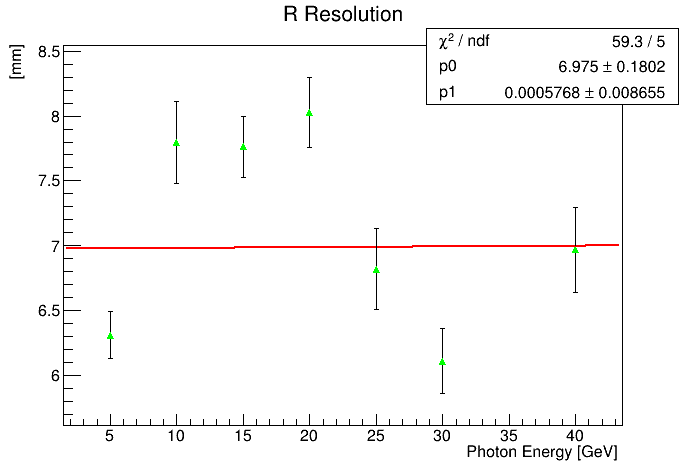 R Resolution
χ² / ndf 59.3 / 5
p0 6.975 ± 0.1802
p1 0.0005768 ± 0.008655
[mm]
8.5
8
7.5
7
6.5
6
5 10 15 20 25 30 35 40
Photon Energy [GeV]